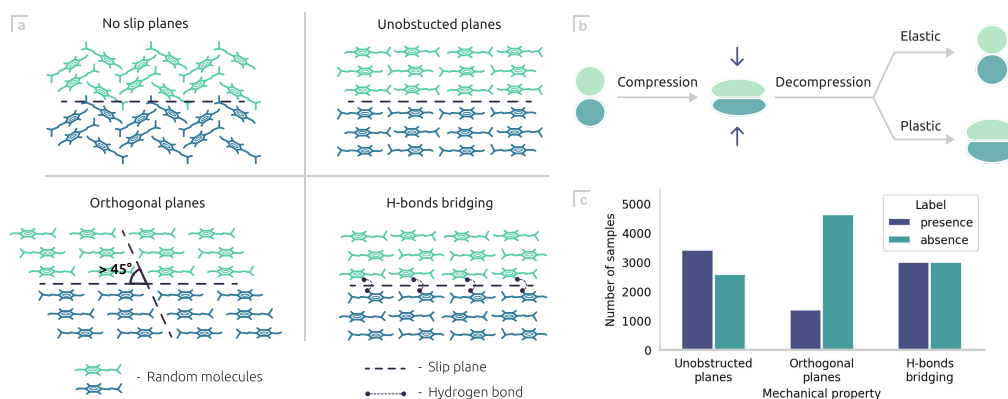 a
No slip planes
Unobstucted planes
> 45°
Orthogonal planes
H-bonds bridging
- Random molecules
- Slip plane
- Hydrogen bond
b
Compression
Decompression
Elastic
Plastic
c
Number of samples
5000
4000
3000
2000
1000
0
Label
presence
absence
Unobstructed
planes
Orthogonal
planes
H-bonds
bridging
Mechanical property